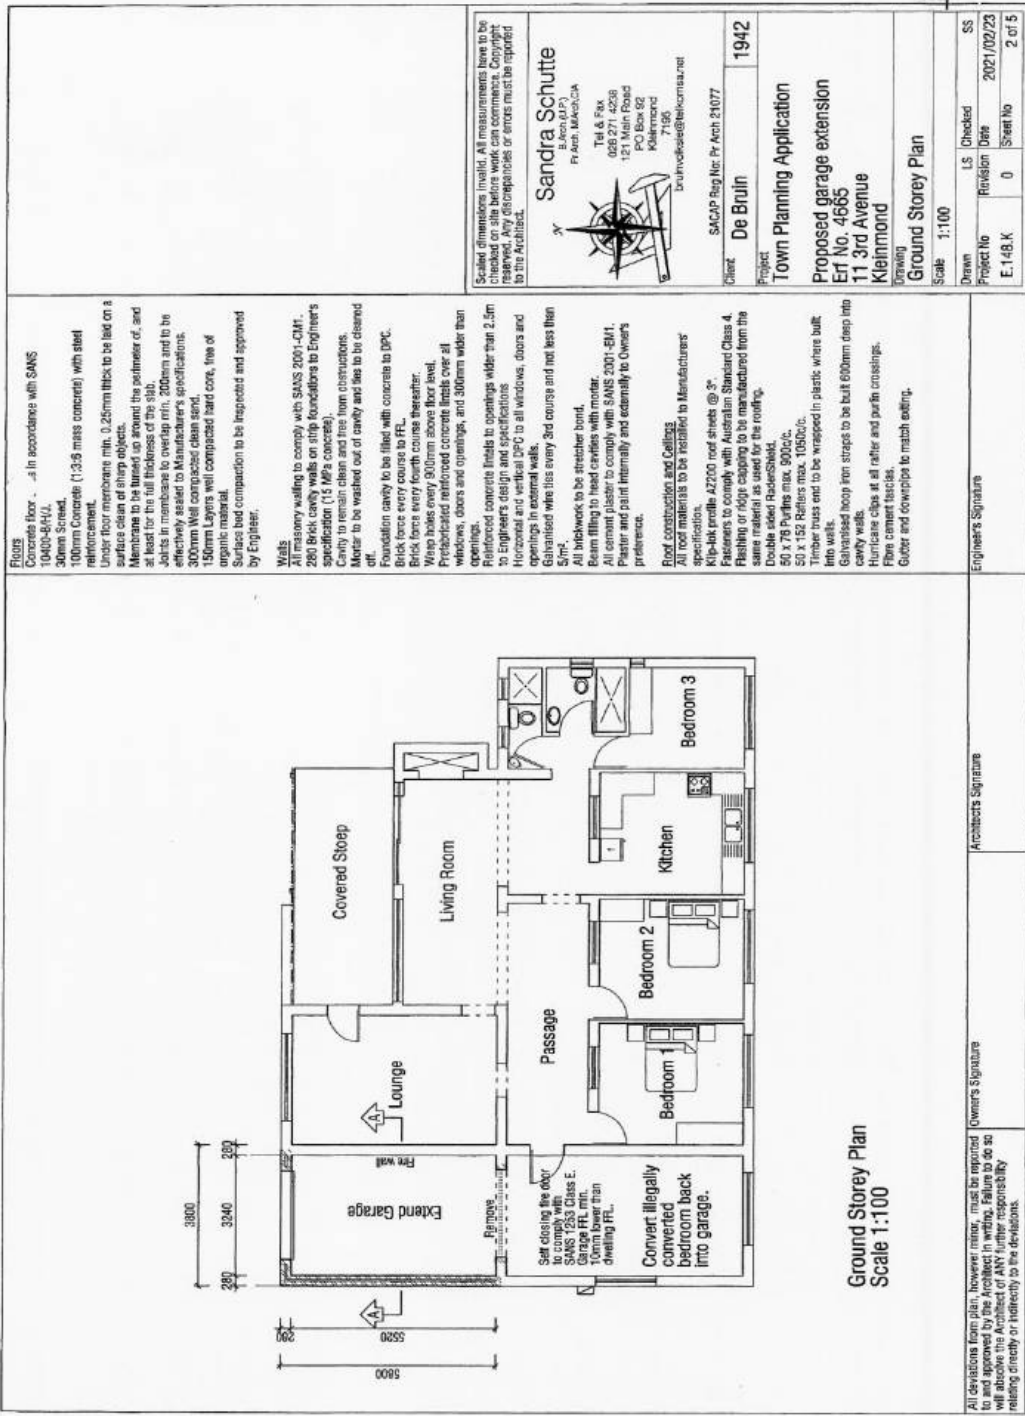 Floors
Concrete floor . . .s in accordance with SANS
10400-B/H/J.
30mm Screed.
100mm Concrete (1:3:6 mass concrete) with steel
reinforcement.
Under floor membrane min. 0.25mm thick to be laid on a
surface clean of sharp objects.
Membrane to be turned up around the perimeter of, and
at least for the full thickness of the slab.
Joints in membrane to overlap min. 200mm and to be
effectively sealed to Manufacturer's specifications.
300mm Well compacted clean sand.
150mm Layers well compacted hard core, free of
organic material.
Surface bed compaction to be inspected and approved
by Engineer.
Walls
All masonry walling to comply with SANS 2001-CM1.
280 Brick cavity walls on strip foundations to Engineer's
specification (15 MPa concrete).
Cavity to remain clean and free from obstructions.
Mortar to be washed out of cavity and ties to be cleaned
off.
Foundation cavity to be filled with concrete to DPC.
Brick force every course to FFL.
Brick force every fourth course thereafter.
Weep holes every 900mm above floor level.
Prefabricated reinforced concrete lintels over all
windows, doors and openings, and 300mm wider than
openings.
Reinforced concrete lintels to openings wider than 2.5m
to Engineer's design and specifications
Horizontal and vertical DPC to all windows, doors and
openings in external walls.
Galvanised wire ties every 3rd course and not less than
5/m².
All brickwork to be stretcher bond.
Beam filling to head cavities with mortar.
All cement plaster to comply with SANS 2001-EM1.
Plaster and paint internally and externally to Owner's
preference.
Roof construction and Ceilings
All roof materials to be installed to Manufacturers'
specification.
Klip-lok profile AZ200 roof sheets @ 3°.
Fasteners to comply with Australian Standard Class 4.
Flashing or ridge capping to be manufactured from the
same material as used for the roofing.
Double sided RadenShield.
50 x 76 Purlins max. 900c/c.
50 x 152 Rafters max. 1050c/c.
Timber truss end to be wrapped in plastic where built
into walls.
Galvanised hoop iron straps to be built 600mm deep into
cavity walls.
Hurricane clips at all rafter and purlin crossings.
Fibre cement fascias.
Gutter and downpipe to match exiting.
Scaled dimensions invalid. All measurements have to be
checked on site before work can commence. Copyright
reserved. Any discrepancies or errors must be reported
to the Architect.
Sandra Schutte
B.Arch.(U.P.)
Pr Arch. MIArch.CIA
N
Tel & Fax
028 271 4238
121 Main Road
PO Box 92
Kleinmond
7195
bruinvolksie@telkomsa.net
SACAP Reg No: Pr Arch 21077
Client
De Bruin
1942
Project
Town Planning Application
Proposed garage extension
Erf No. 4665
11 3rd Avenue
Kleinmond
Drawing
Ground Storey Plan
Scale
1:100
Drawn LS
Checked SS
Project No
E.148.K
Revision
0
Date 2021/02/23
Sheet No 2 of 5
Covered Stoep
Living Room
Lounge
Passage
Kitchen
Bedroom 3
Bedroom 2
Bedroom 1
Fire wall
Extend Garage
Remove
A
A
3800
280
3240
280
280
5520
5800
Self closing fire door
to comply with
SANS 1253 Class E.
Garage FFL min.
10mm lower than
dwelling FFL.
Convert illegally
converted
bedroom back
into garage.
Ground Storey Plan
Scale 1:100
All deviations from plan, however minor, must be reported
to and approved by the Architect in writing. Failure to do so
will absolve the Architect of ANY further responsibility
relating directly or indirectly to the deviations.
Owner's Signature
Architect's Signature
Engineer's Signature